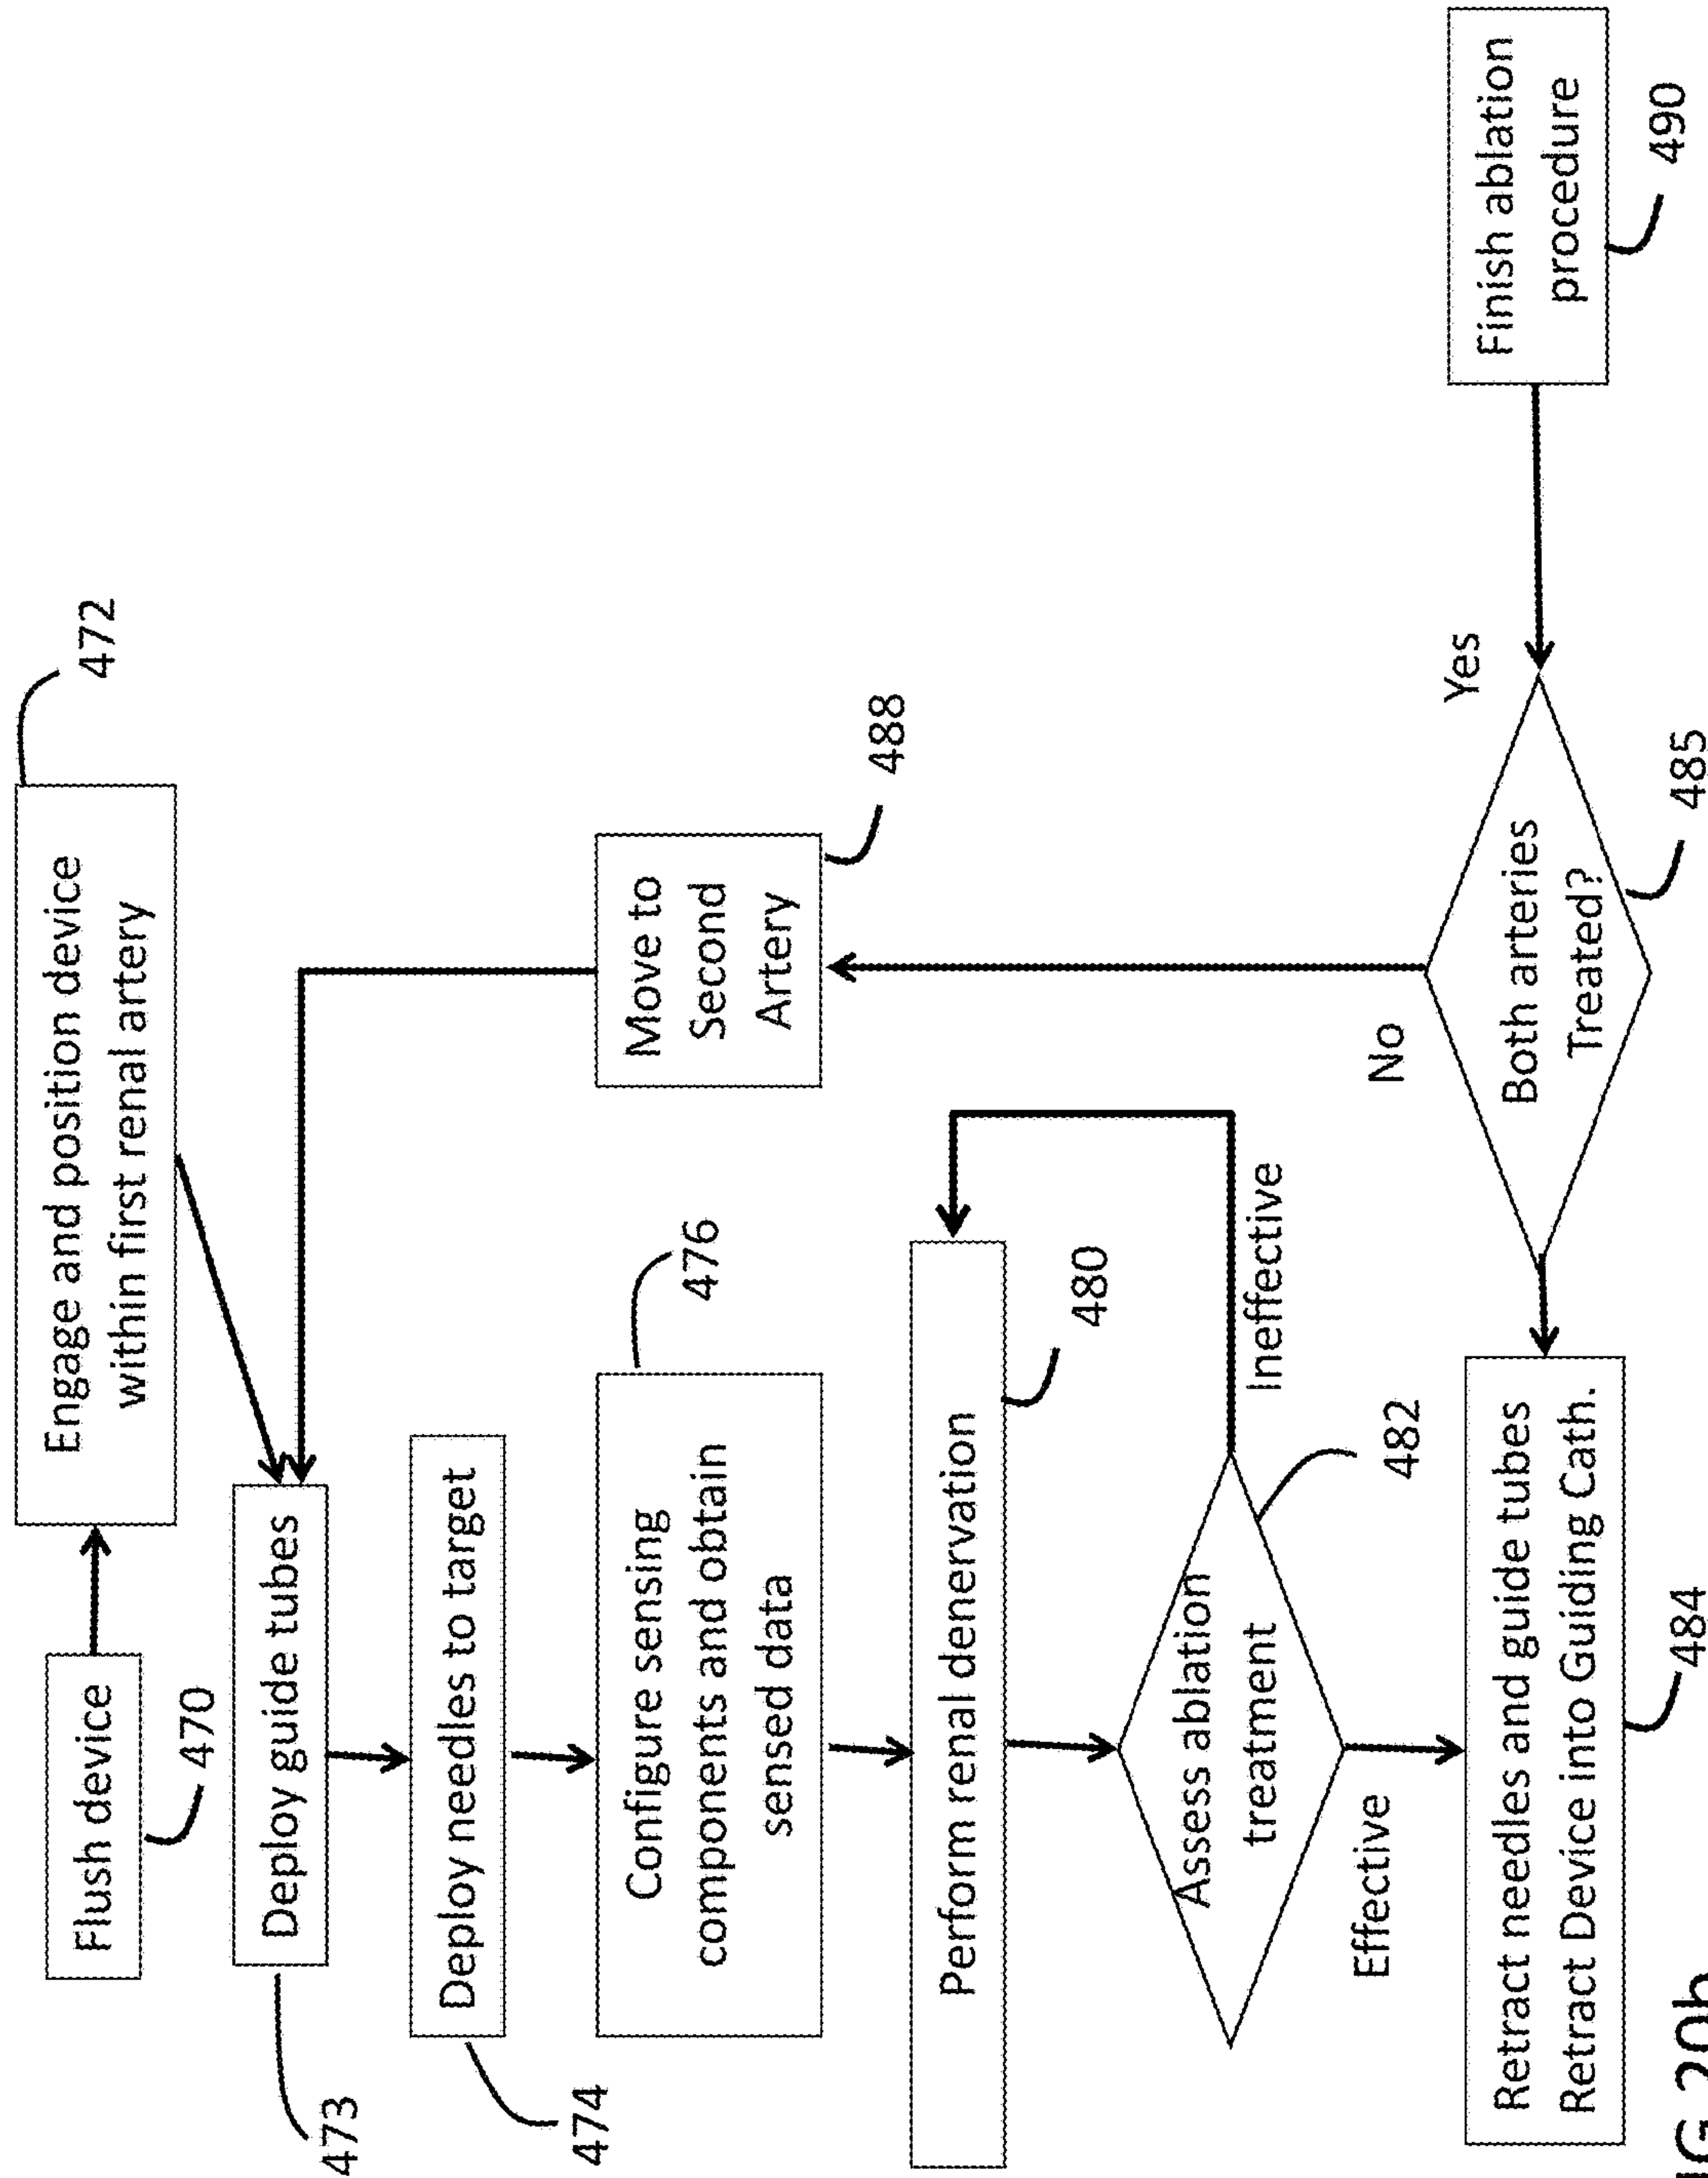 Flush device
470
Engage and position device
within first renal artery
472
473
Deploy guide tubes
474
Deploy needles to target
Configure sensing
components and obtain
sensed data
476
Move to
Second
Artery
488
Perform renal denervation
480
Assess ablation
treatment
482
Ineffective
Effective
No
Yes
Retract needles and guide tubes
Retract Device into Guiding Cath.
484
Both arteries
Treated?
485
Finish ablation
procedure
490